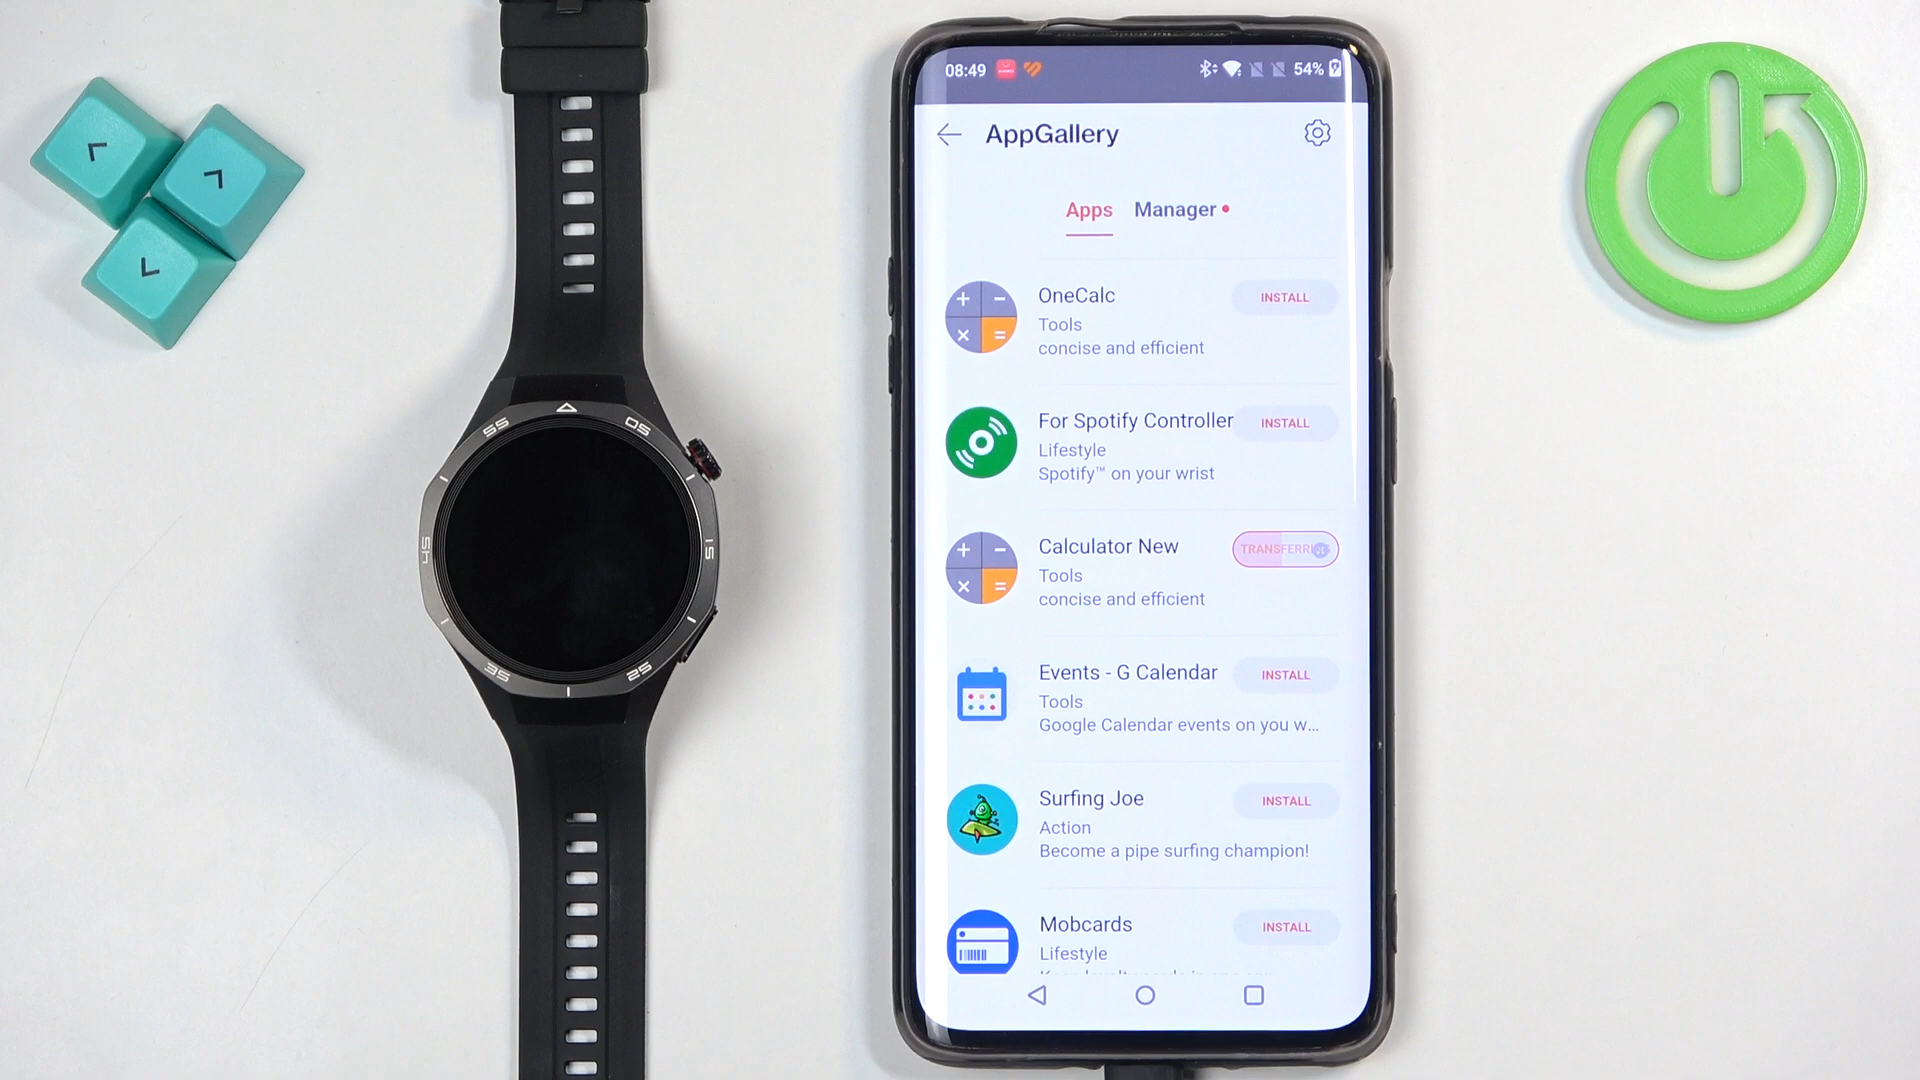 08:49
54%
AppGallery
Apps
Manager
OneCalc
INSTALL
Tools
concise and efficient
For Spotify Controller
INSTALL
Lifestyle
Spotify™ on your wrist
Calculator New
Tools
concise and efficient
Events - G Calendar
INSTALL
Tools
Google Calendar events on you w...
Surfing Joe
INSTALL
Action
Become a pipe surfing champion!
Mobcards
INSTALL
Lifestyle
55
05
45
15
35
25